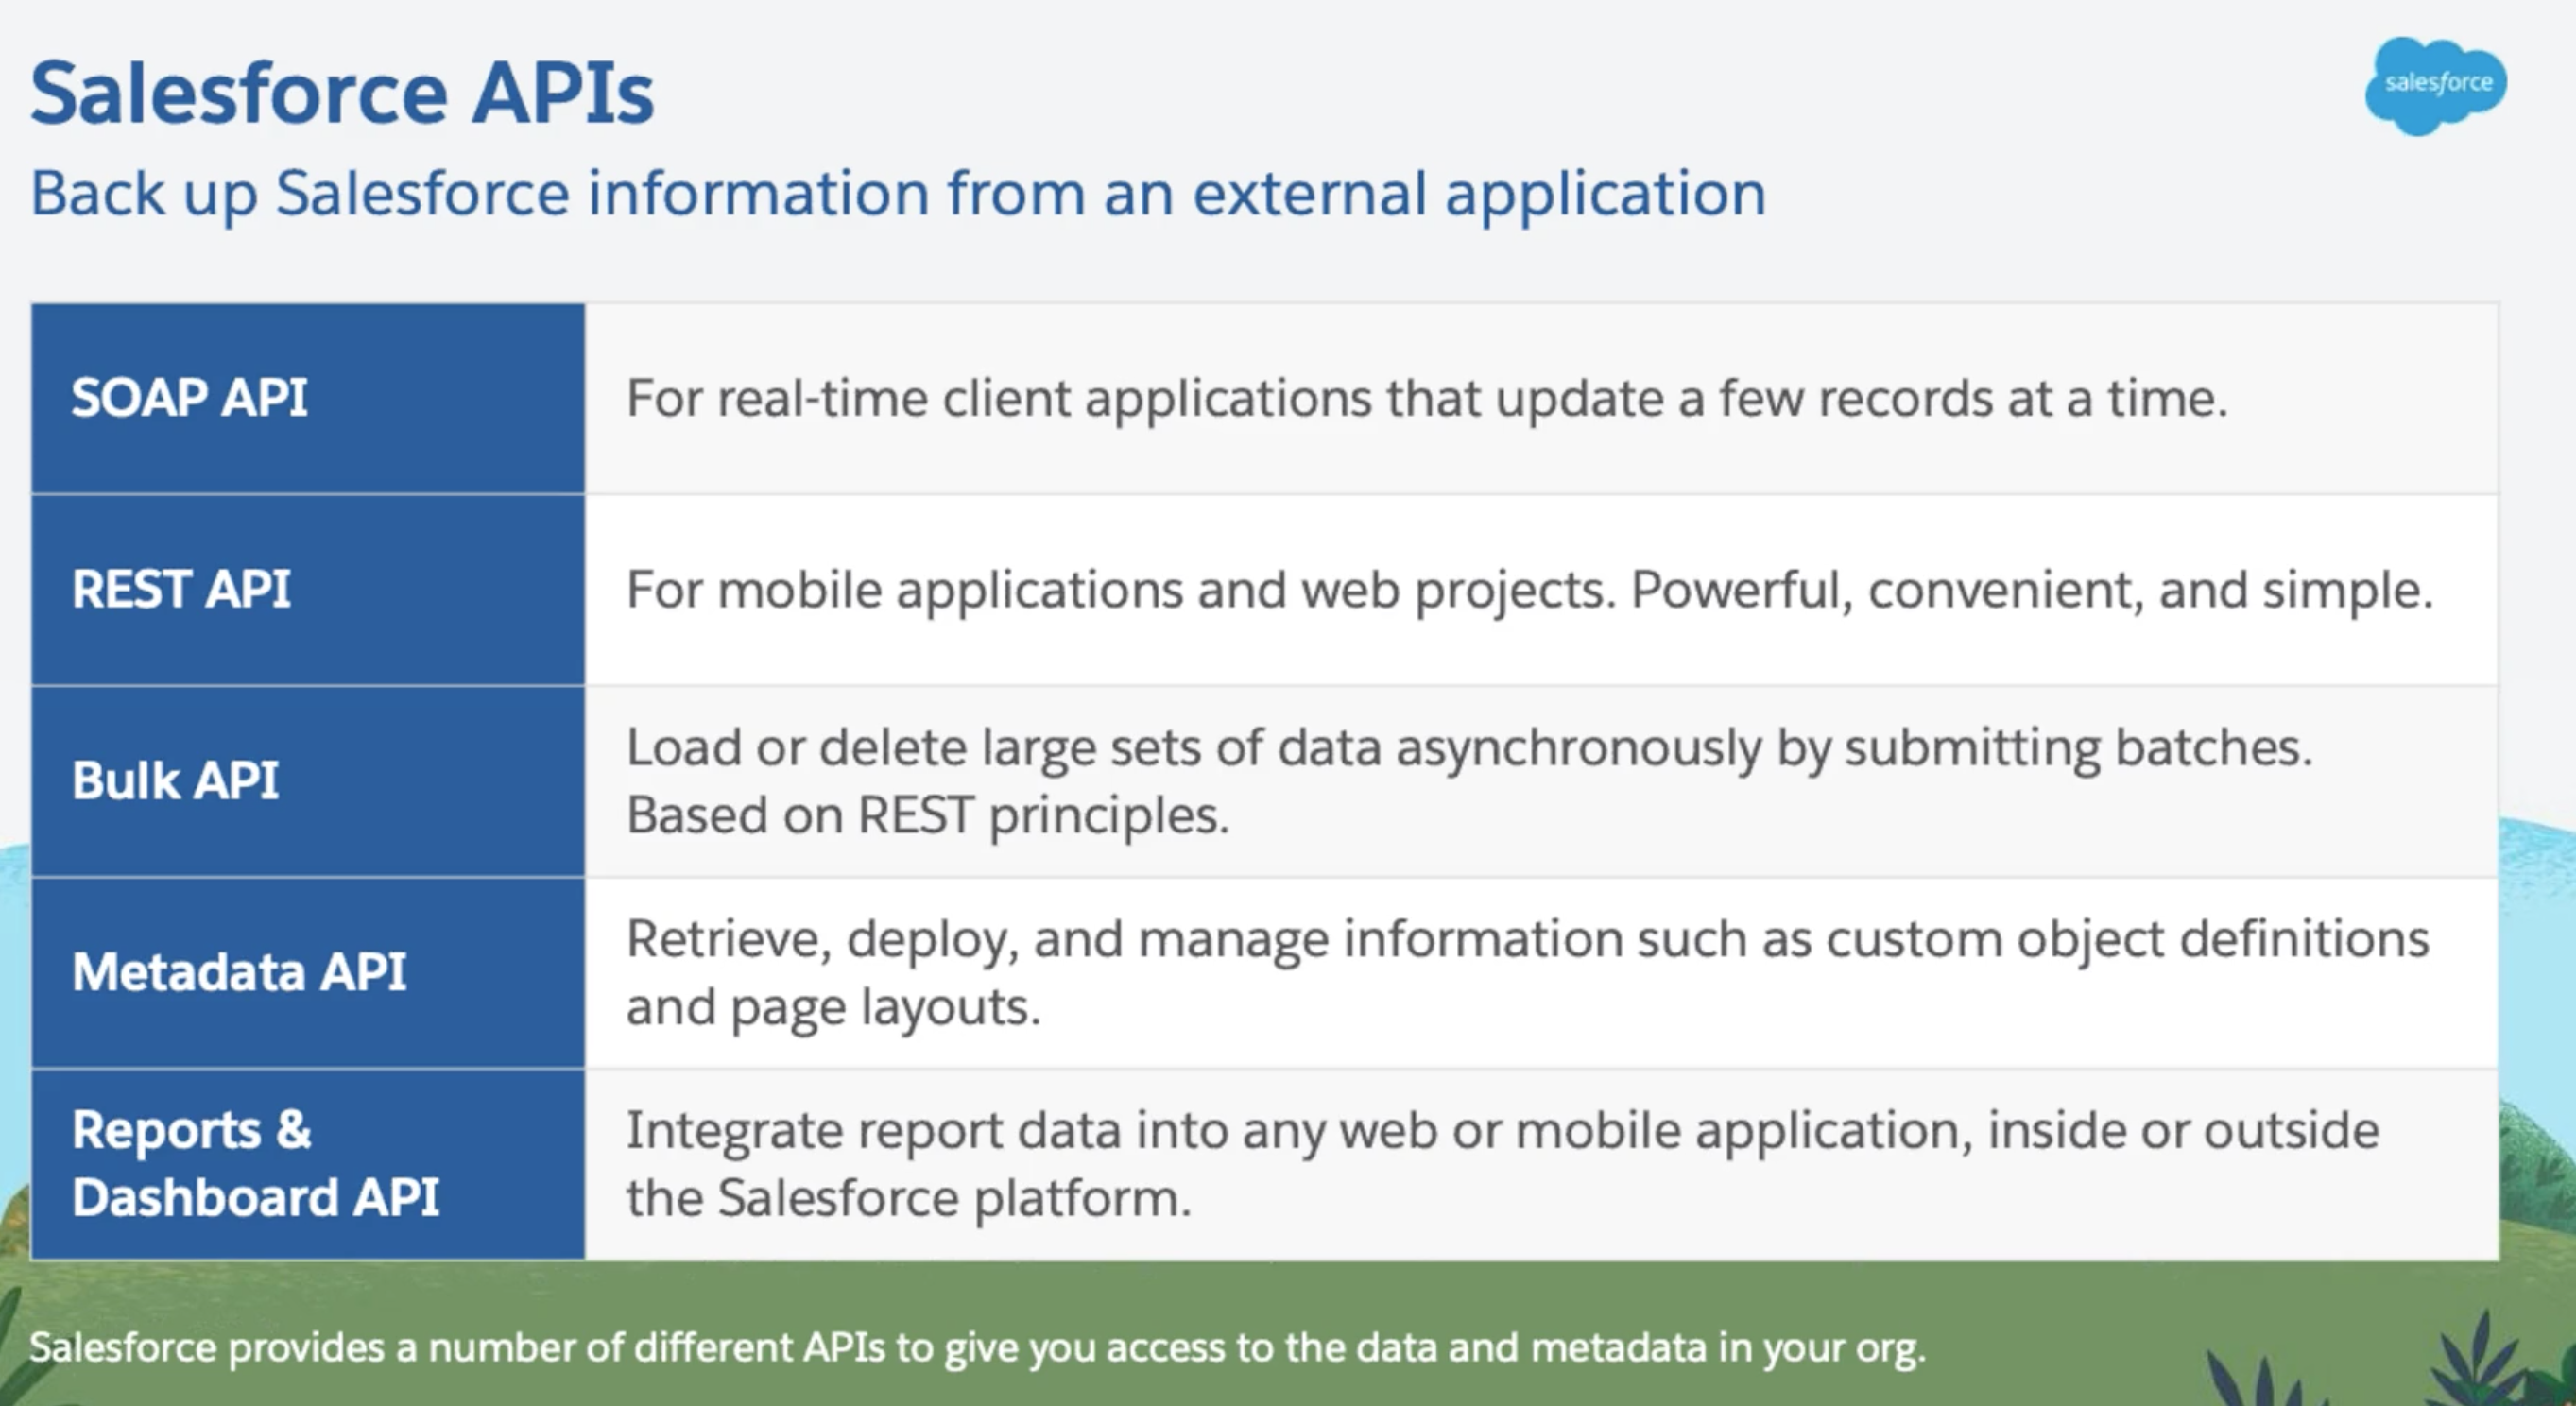 Salesforce APIs
salesforce
Back up Salesforce information from an external application
SOAP API
For real-time client applications that update a few records at a time.
REST API
For mobile applications and web projects. Powerful, convenient, and simple.
Bulk API
Load or delete large sets of data asynchronously by submitting batches.
Based on REST principles.
Metadata API
Retrieve, deploy, and manage information such as custom object definitions
and page layouts.
Reports &
Dashboard API
Integrate report data into any web or mobile application, inside or outside
the Salesforce platform.
Salesforce provides a number of different APIs to give you access to the data and metadata in your org.